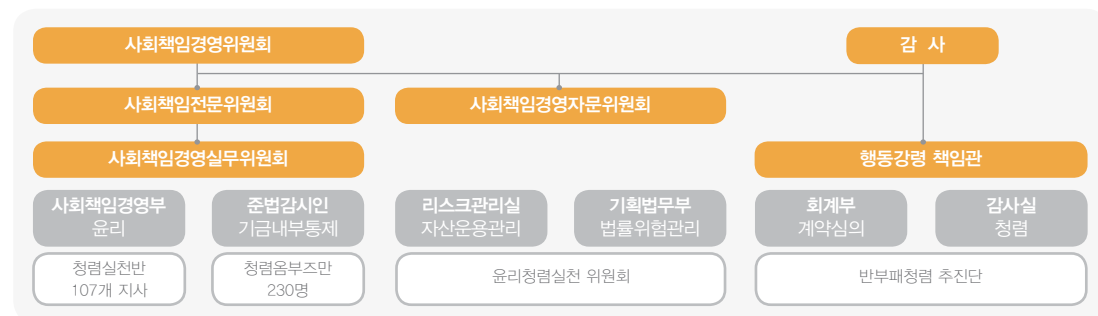 사회책임경영위원회
감 사
사회책임전문위원회
사회책임경영자문위원회
사회책임경영실무위원회
행동강령 책임관
사회책임경영부
윤리
준법감시인
기금내부통제
리스크관리실
자산운용관리
기획법무부
법률위험관리
회계부
계약심의
감사실
청렴
청렴실천반
107개 지사
청렴옴부즈만
230명
윤리청렴실천 위원회
반부패청렴 추진단